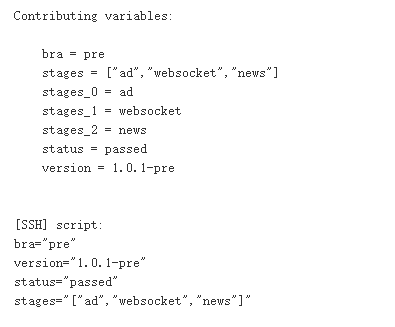 Contributing variables:
bra = pre
stages = ["ad","websocket","news"]
stages_0 = ad
stages_1 = websocket
stages_2 = news
status = passed
version = 1.0.1-pre
[SSH] script:
bra="pre"
version="1.0.1-pre"
status="passed"
stages="["ad","websocket","news"]"